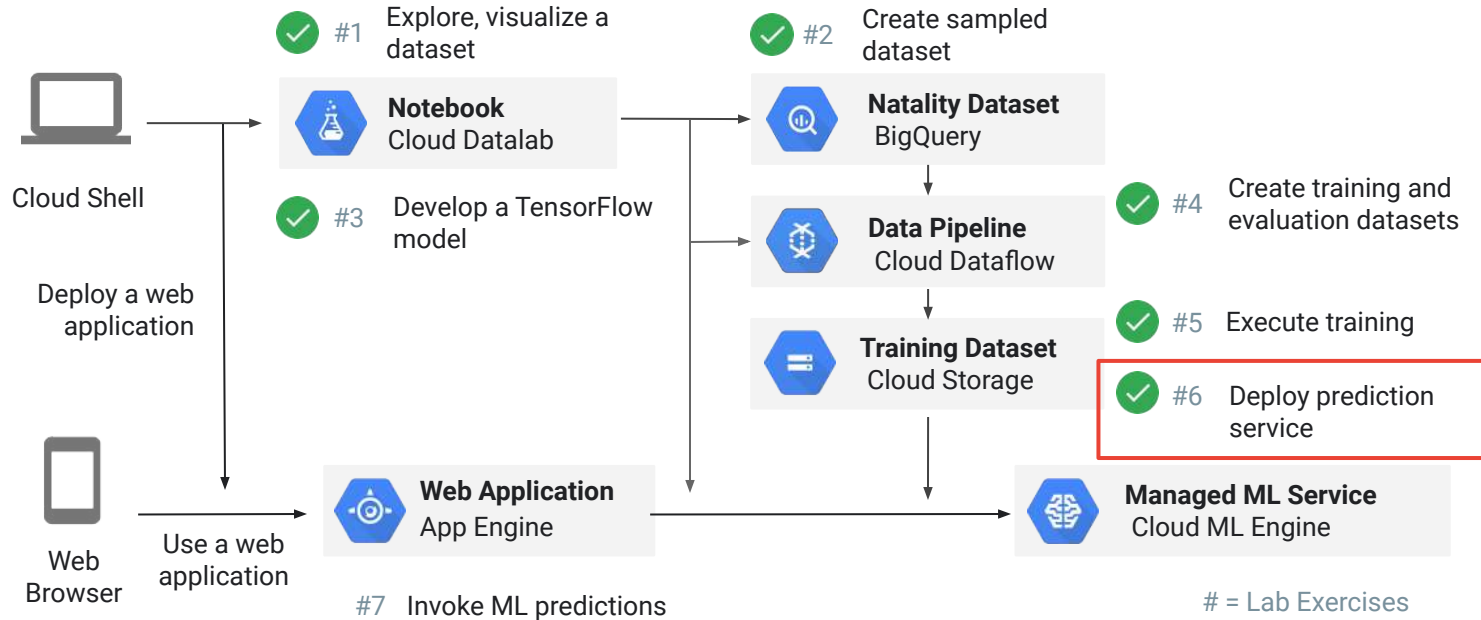 #1 Explore, visualize a
dataset
#2 Create sampled
dataset
Notebook
Cloud Datalab
Natality Dataset
BigQuery
Cloud Shell
#3 Develop a TensorFlow
model
#4 Create training and
evaluation datasets
Data Pipeline
Cloud Dataflow
Deploy a web
application
#5 Execute training
Training Dataset
Cloud Storage
#6 Deploy prediction
service
Web Application
App Engine
Managed ML Service
Cloud ML Engine
Web
Browser
Use a web
application
#7 Invoke ML predictions
# = Lab Exercises